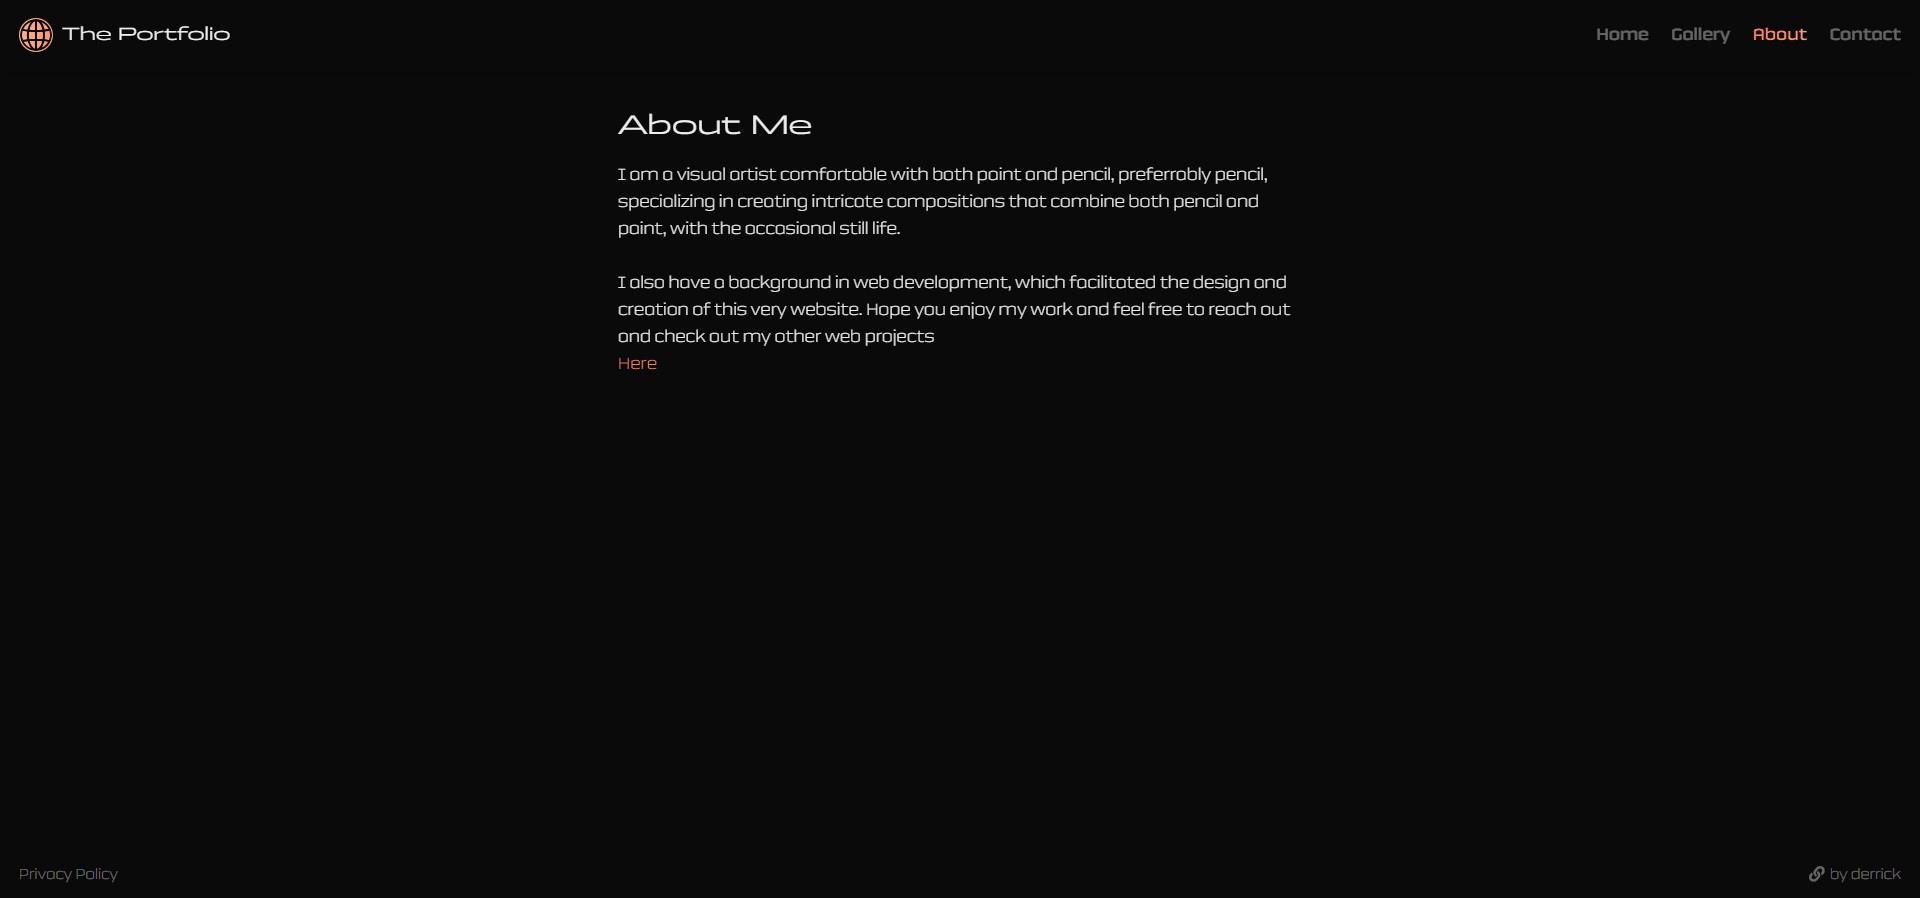 The Portfolio
Home Gallery About Contact
About Me
I am a visual artist comfortable with both paint and pencil, preferrably pencil,
specializing in creating intricate compositions that combine both pencil and
paint, with the occasional still life.
I also have a background in web development, which facilitated the design and
creation of this very website. Hope you enjoy my work and feel free to reach out
and check out my other web projects
Here
Privacy Policy
by derrick